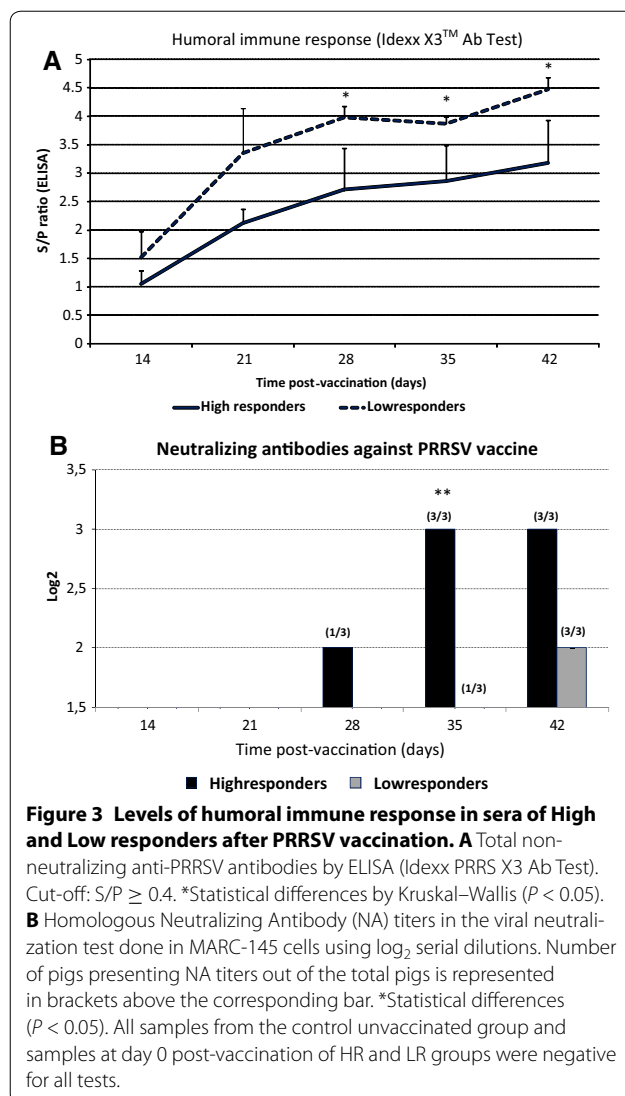 A
Humoral immune response (Idexx X3™ Ab Test)
5
4.5
4
3.5
3
2.5
2
1.5
1
0.5
0
S/P ratio (ELISA)
* * *
14 21 28 35 42
Time post-vaccination (days)
High responders Lowresponders
B
Neutralizing antibodies against PRRSV vaccine
3,5
3
2,5
2
1,5
Log2
**
(3/3) (3/3)
(1/3) (3/3)
(1/3)
14 21 28 35 42
Time post-vaccination (days)
Highresponders Lowresponders
Figure 3 Levels of humoral immune response in sera of High
and Low responders after PRRSV vaccination. A Total non-
neutralizing anti-PRRSV antibodies by ELISA (Idexx PRRS X3 Ab Test).
Cut-off: S/P ≥ 0.4. *Statistical differences by Kruskal–Wallis (P < 0.05).
B Homologous Neutralizing Antibody (NA) titers in the viral neutrali-
zation test done in MARC-145 cells using log₂ serial dilutions. Number
of pigs presenting NA titers out of the total pigs is represented
in brackets above the corresponding bar. *Statistical differences
(P < 0.05). All samples from the control unvaccinated group and
samples at day 0 post-vaccination of HR and LR groups were negative
for all tests.